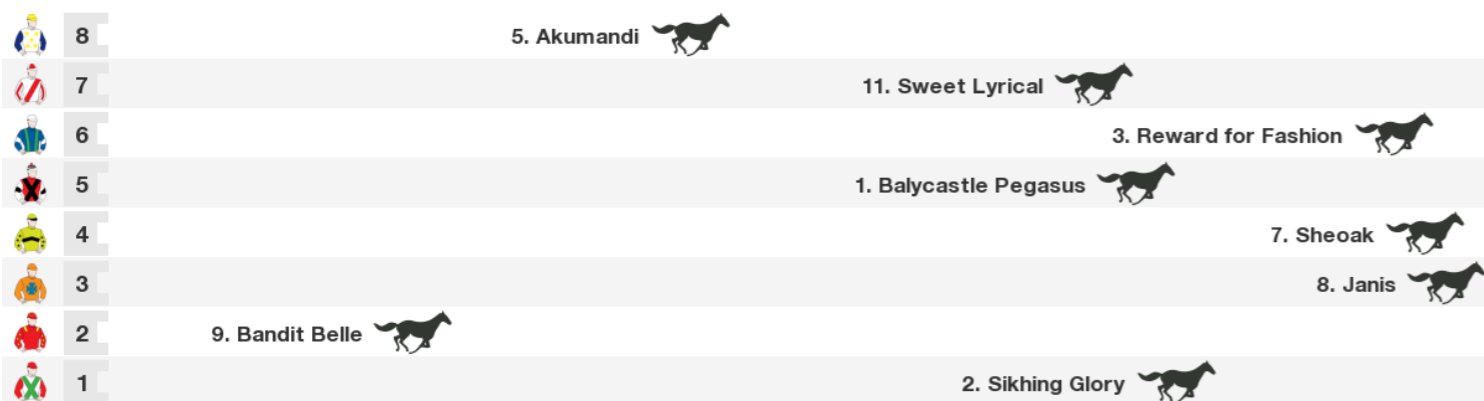 8 5. Akumandi
7 11. Sweet Lyrical
6 3. Reward for Fashion
5 1. Balycastle Pegasus
4 7. Sheoak
3 8. Janis
2 9. Bandit Belle
1 2. Sikhing Glory